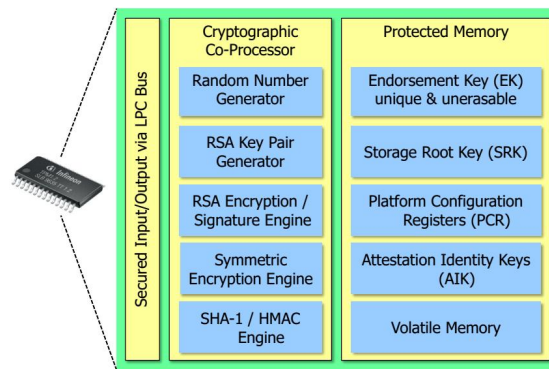 Secured Input/Output via LPC Bus
Cryptographic
Co-Processor
Random Number
Generator
RSA Key Pair
Generator
RSA Encryption /
Signature Engine
Symmetric
Encryption Engine
SHA-1 / HMAC
Engine
Protected Memory
Endorsement Key (EK)
unique & unerasable
Storage Root Key (SRK)
Platform Configuration
Registers (PCR)
Attestation Identity Keys
(AIK)
Volatile Memory
Infineon